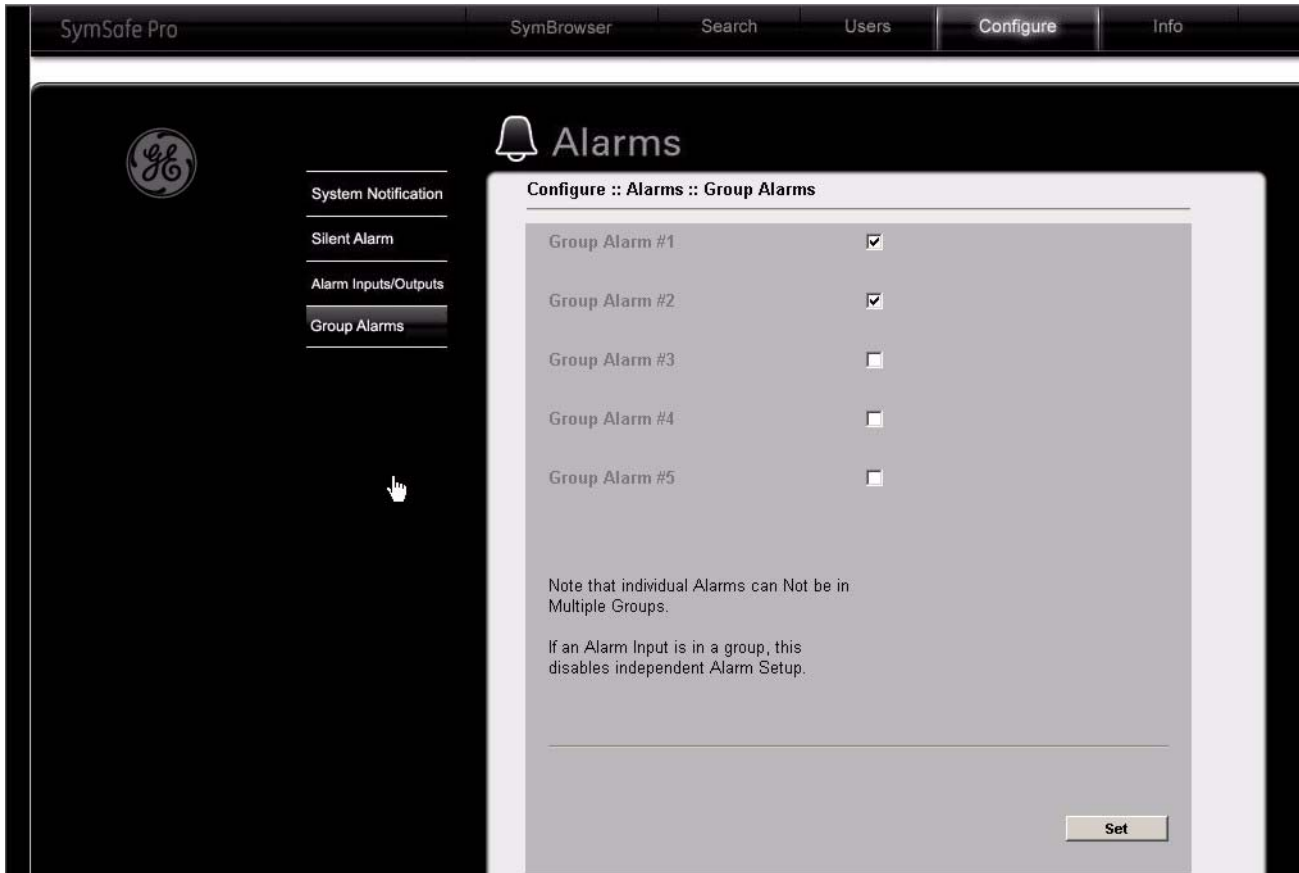 SymSafe Pro
SymBrowser
Search
Users
Configure
Info
GE
Alarms
System Notification
Silent Alarm
Alarm Inputs/Outputs
Group Alarms
Configure :: Alarms :: Group Alarms
Group Alarm #1
Group Alarm #2
Group Alarm #3
Group Alarm #4
Group Alarm #5
Note that individual Alarms can Not be in
Multiple Groups.
If an Alarm Input is in a group, this
disables independent Alarm Setup.
Set